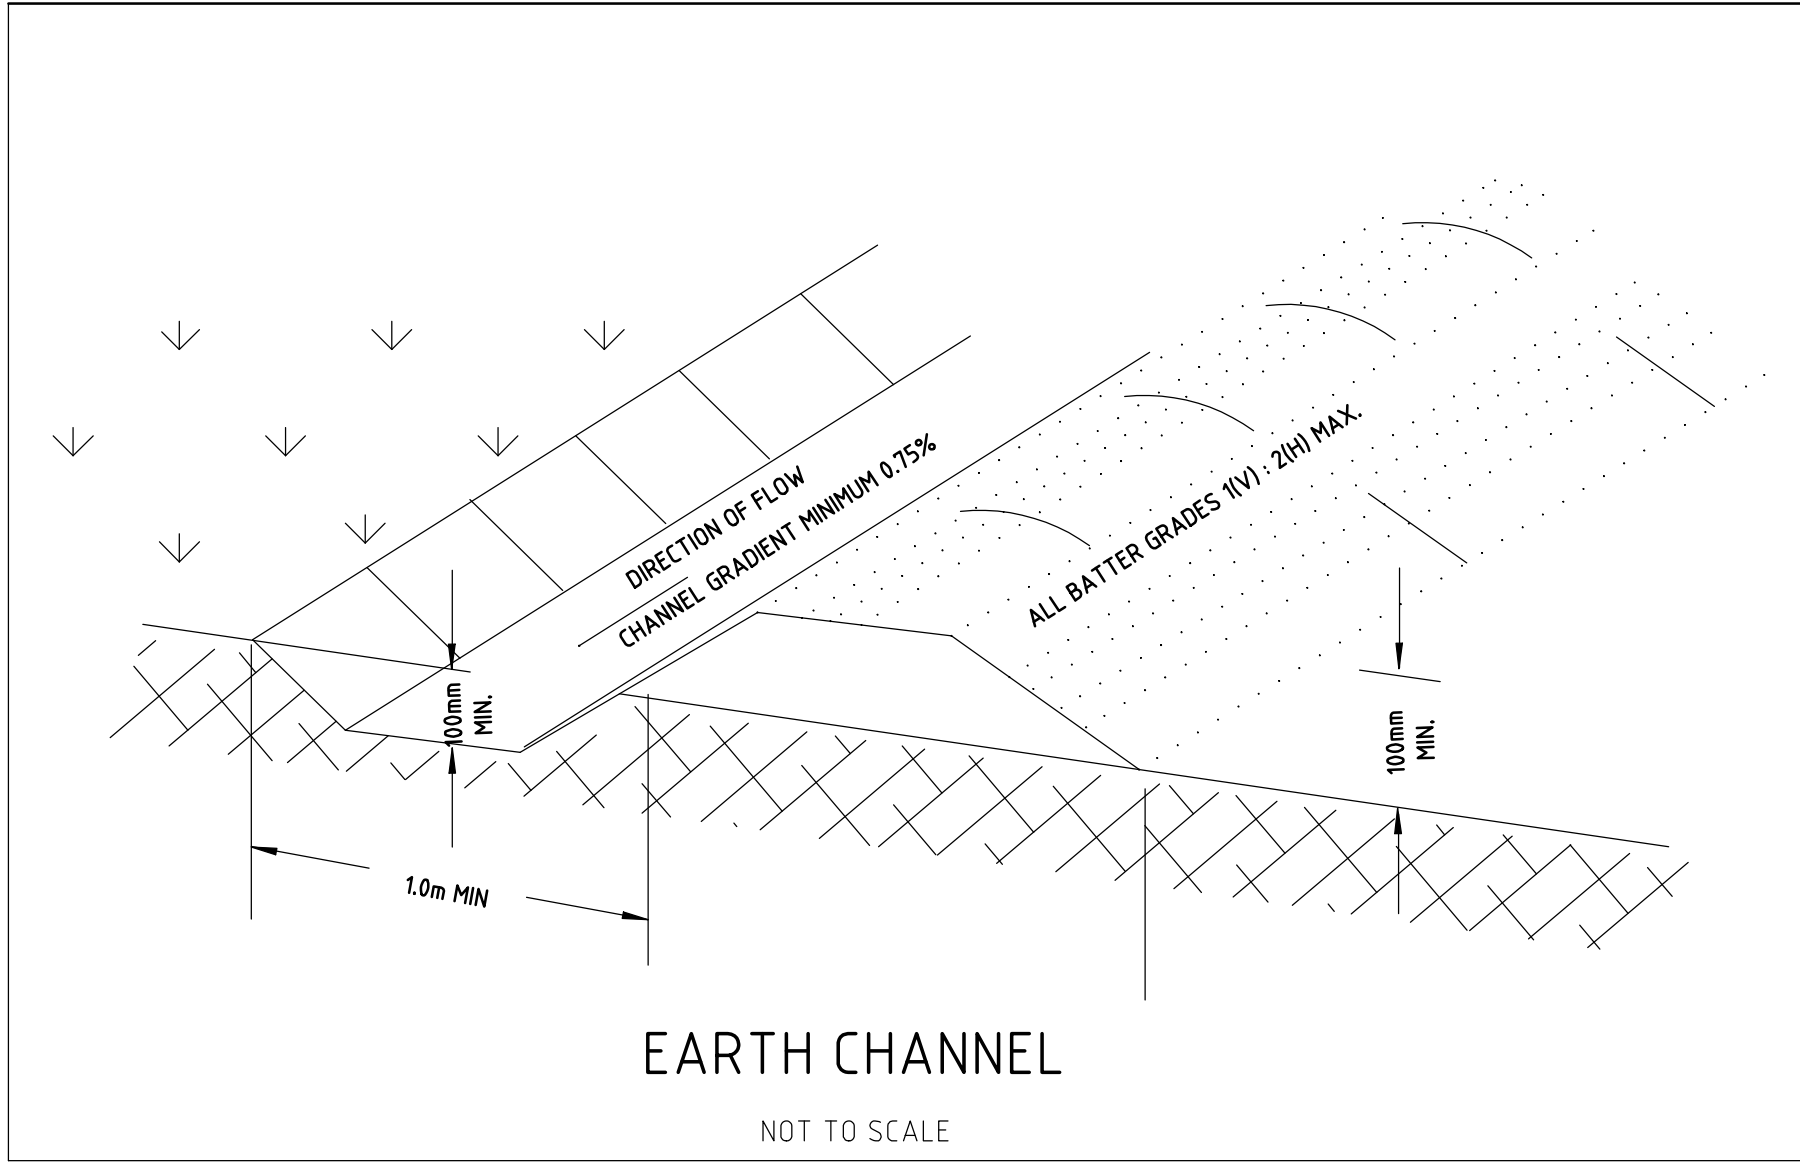 DIRECTION OF FLOW
CHANNEL GRADIENT MINIMUM 0.75%
ALL BATTER GRADES 1(V) : 2(H) MAX.
100mm
MIN.
100mm
MIN.
1.0m MIN
EARTH CHANNEL
NOT TO SCALE